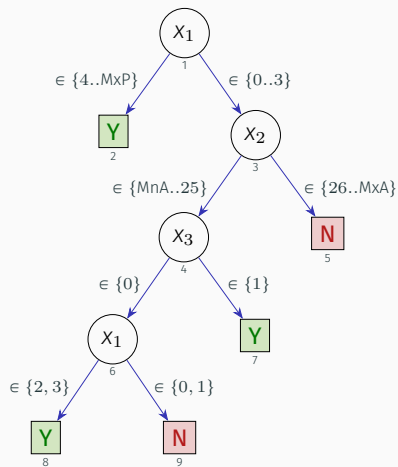 X₁
1
∈ {4..MxP} ∈ {0..3}
Y X₂
2 3
∈ {MnA..25} ∈ {26..MxA}
X₃ N
4 5
∈ {0} ∈ {1}
X₁ Y
6 7
∈ {2, 3} ∈ {0, 1}
Y N
8 9